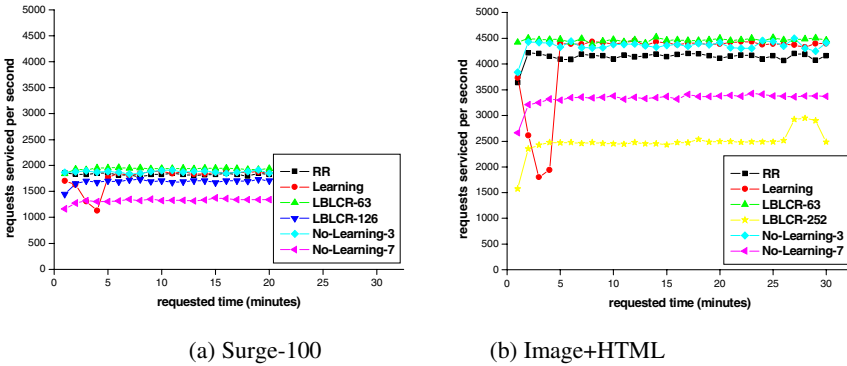 5000
4500
4000
3500
3000
2500
2000
1500
1000
500
0
requests serviced per second
RR
Learning
LBLCR-63
LBLCR-126
No-Learning-3
No-Learning-7
0 5 10 15 20 25 30
requested time (minutes)
(a) Surge-100
5000
4500
4000
3500
3000
2500
2000
1500
1000
500
0
requests serviced per second
RR
Learning
LBLCR-63
LBLCR-252
No-Learning-3
No-Learning-7
0 5 10 15 20 25 30
requested time (minutes)
(b) Image+HTML